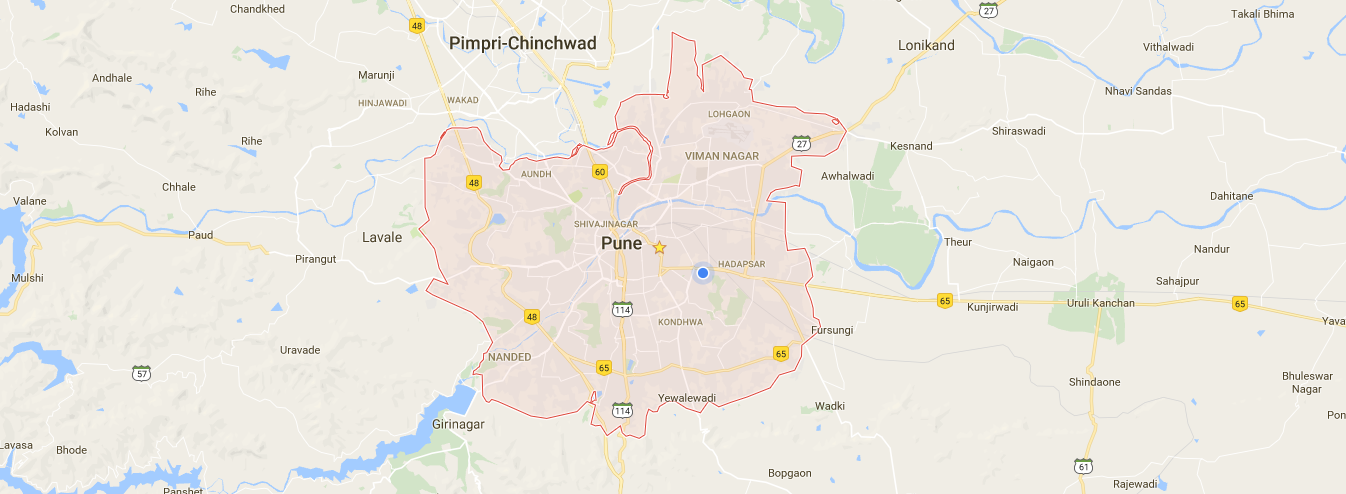 Chandkhed
48
Pimpri-Chinchwad
27
Takali Bhima
Lonikand
Vithalwadi
Andhale
Marunji
Rihe
Nhavi Sandas
Hadashi
HINJAWADI
WAKAD
LOHGAON
Kolvan
Rihe
27
Shiraswadi
Kesnand
VIMAN NAGAR
Chhale
48
AUNDH
60
Awhalwadi
Valane
Dahitane
Paud
Lavale
SHIVAJINAGAR
Pune
Theur
Nandur
Pirangut
HADAPSAR
Naigaon
Mulshi
Sahajpur
65
Kunjirwadi
Uruli Kanchan
65
48
114
KONDHWA
Fursungi
Yava
Uravade
NANDED
65
65
57
Shindaone
Bhuleswar
Nagar
Yewalewadi
Wadki
114
Pon
Girinagar
Lavasa
Bhode
Bopgaon
61
Panshet
Rajewadi